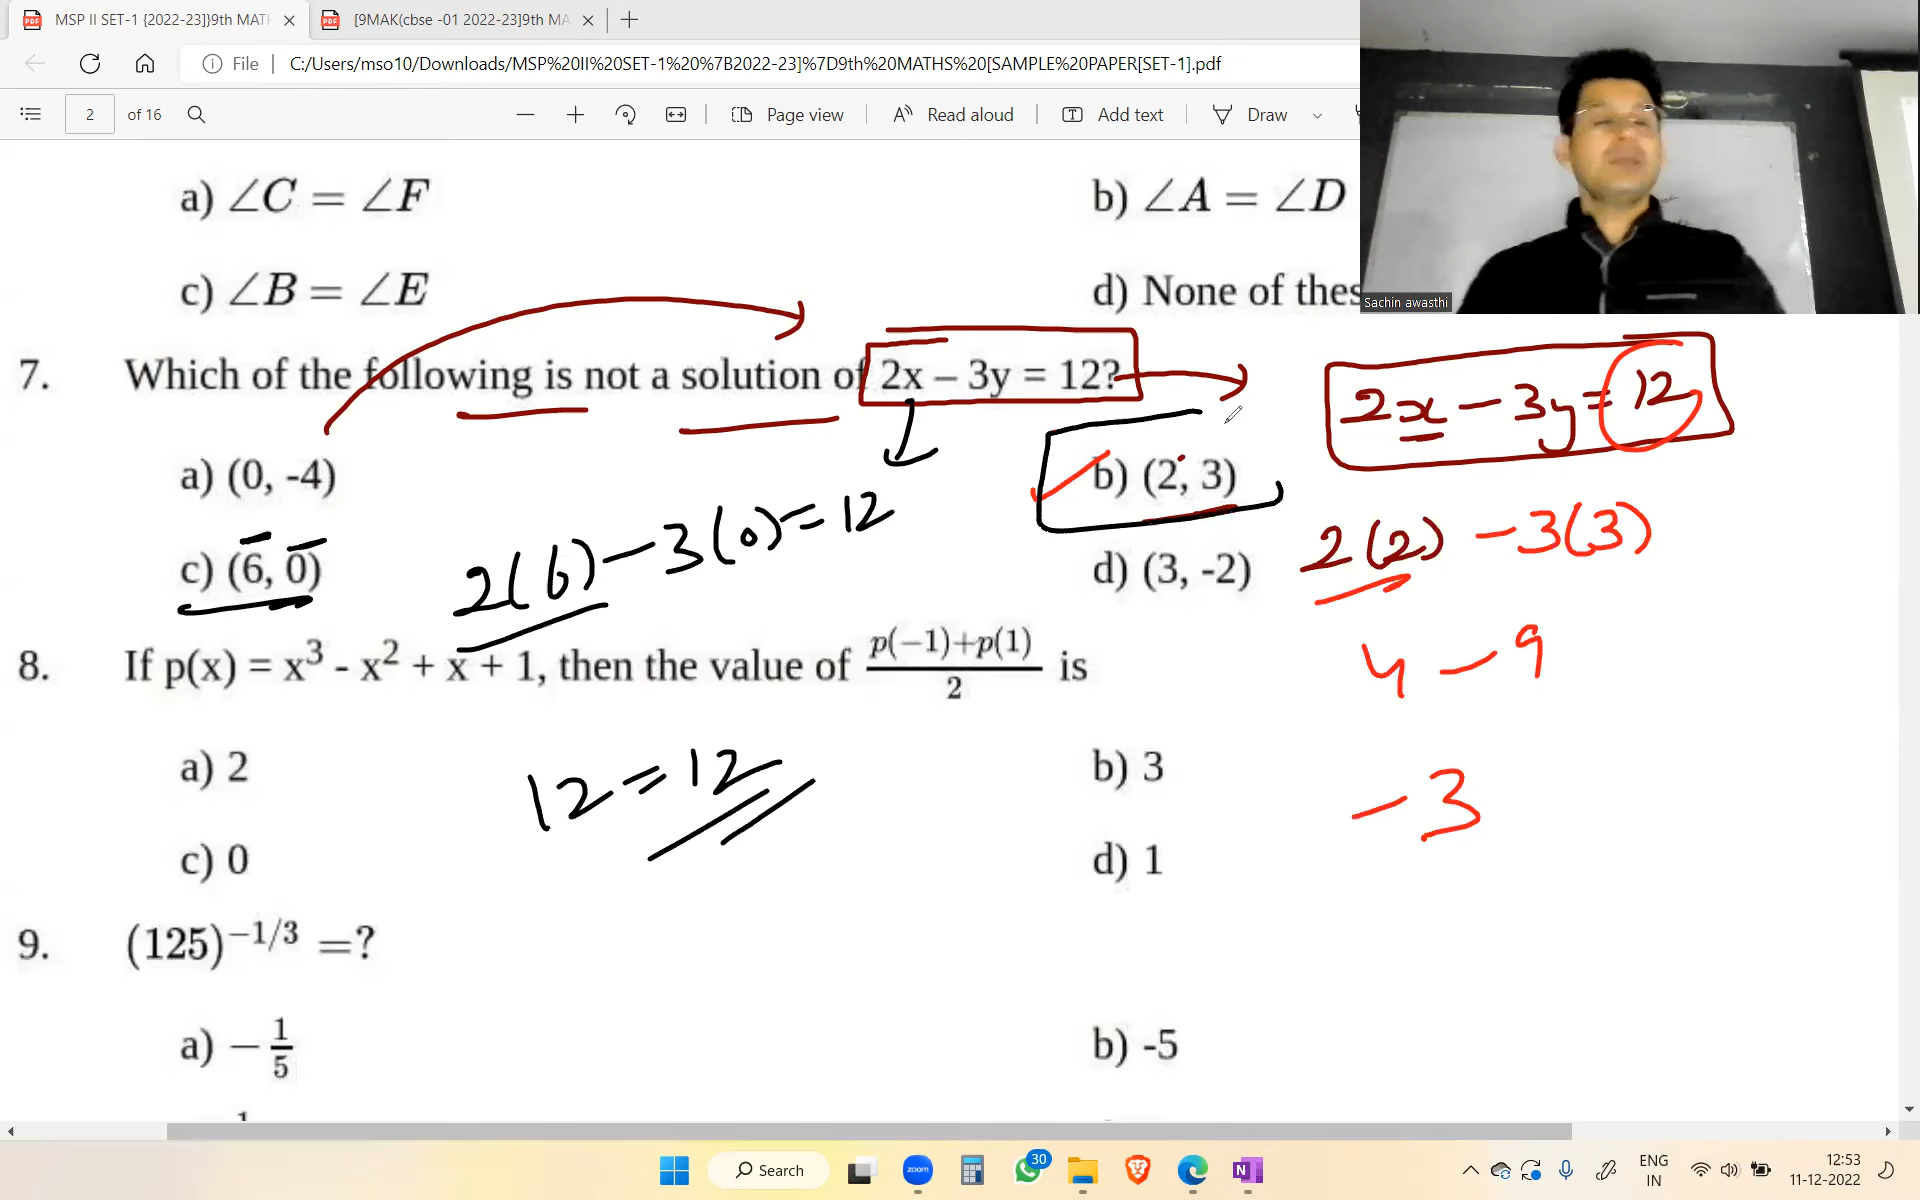 MSP II SET-1 {2022-23]}9th MATH
[9MAK(cbse -01 2022-23]9th MA
File
C:/Users/mso10/Downloads/MSP%20II%20SET-1%20%7B2022-23]%7D9th%20MATHS%20[SAMPLE%20PAPER[SET-1].pdf
2 of 16
Page view
Read aloud
Add text
Draw
a) ∠C = ∠F
b) ∠A = ∠D
c) ∠B = ∠E
d) None of thes
Sachin awasthi
7. Which of the following is not a solution of 2x – 3y = 12?
2x - 3y = 12
a) (0, -4)
b) (2, 3)
2(6) - 3(0) = 12
2(2) - 3(3)
c) (6, 0)
d) (3, -2)
4 - 9
8. If p(x) = x³ - x² + x + 1, then the value of p(−1)+p(1)/2 is
a) 2
b) 3
12 = 12
- 3
c) 0
d) 1
9. (125)^−1/3 =?
a) −1/5
b) -5
1
Search
zoom
30
N
ENG
IN
12:53
11-12-2022